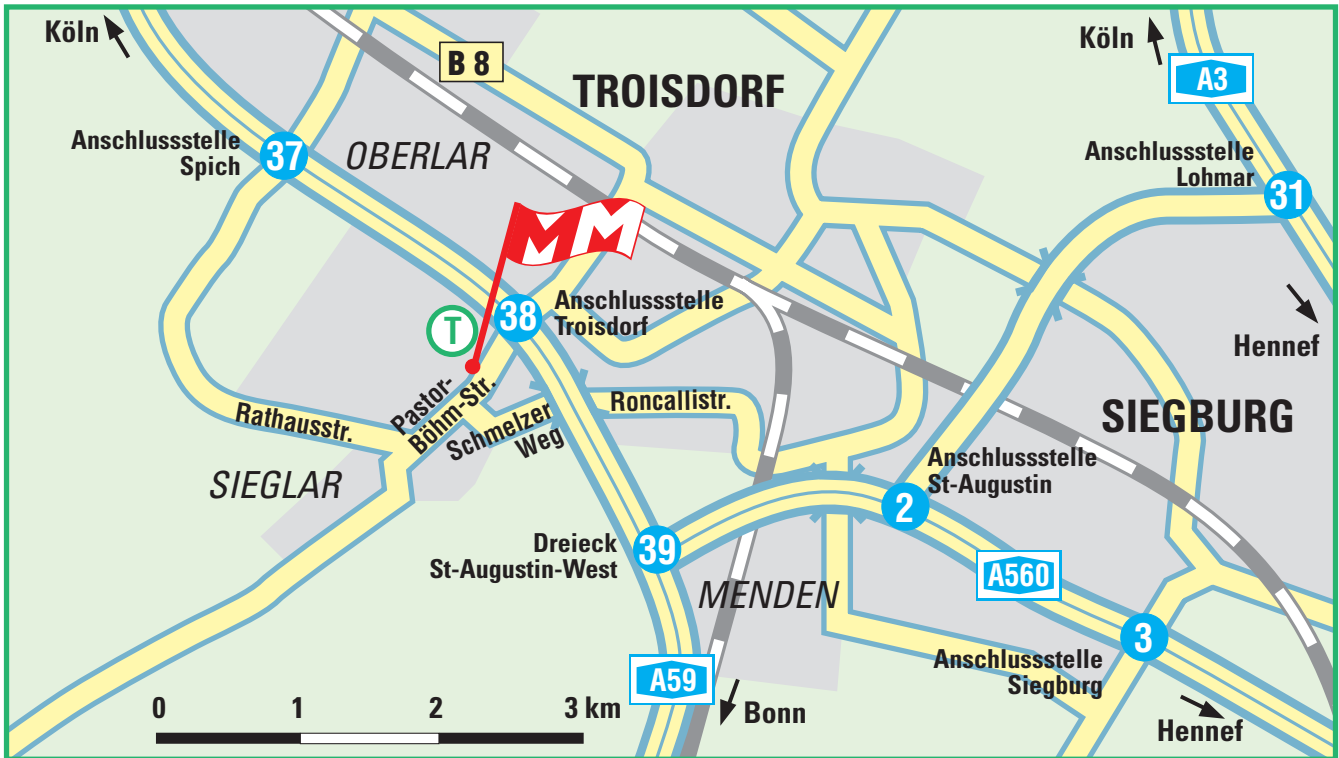 Köln
Köln
B 8
TROISDORF
A3
Anschlussstelle
Spich
37
OBERLAR
Anschlussstelle
Lohmar
31
MM
38
Anschlussstelle
Troisdorf
T
Hennef
Pastor-
Böhm-Str.
Schmelzer
Weg
Roncallistr.
Rathausstr.
SIEGBURG
SIEGLAR
Anschlussstelle
St-Augustin
2
Dreieck
St-Augustin-West
39
A560
MENDEN
3
Anschlussstelle
Siegburg
A59
0 1 2 3 km
Bonn
Hennef